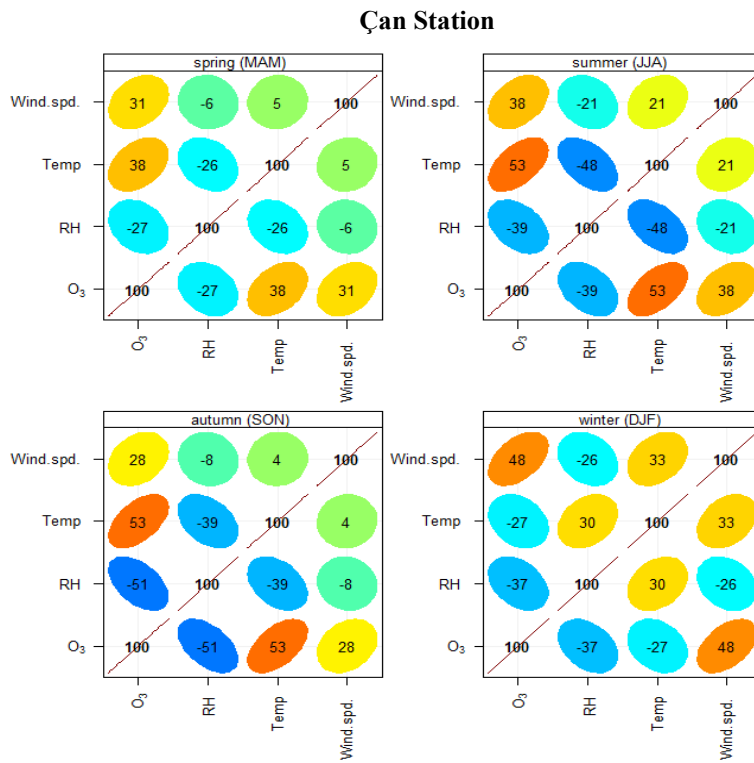 Çan Station
spring (MAM)
summer (JJA)
Wind.spd. 31 -6 5 100
Wind.spd. 38 -21 21 100
Temp 38 -26 100 5
Temp 53 -48 100 21
RH -27 100 -26 -6
RH -39 100 -48 -21
O₃ 100 -27 38 31
O₃ 100 -39 53 38
O₃ RH Temp Wind.spd.
O₃ RH Temp Wind.spd.
autumn (SON)
winter (DJF)
Wind.spd. 28 -8 4 100
Wind.spd. 48 -26 33 100
Temp 53 -39 100 4
Temp -27 30 100 33
RH -51 100 -39 -8
RH -37 100 30 -26
O₃ 100 -51 53 28
O₃ 100 -37 -27 48
O₃ RH Temp Wind.spd.
O₃ RH Temp Wind.spd.